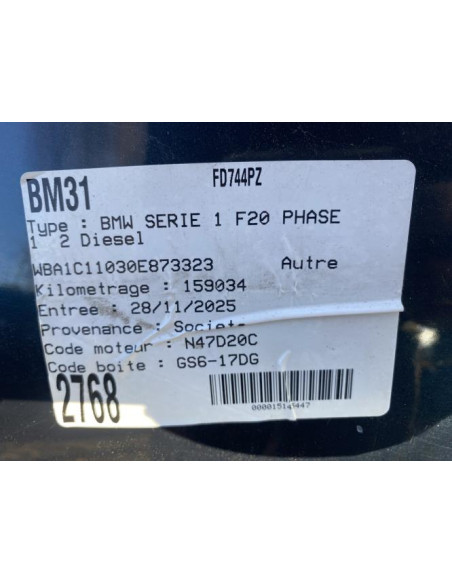 FD744PZ
BM31
Type : BMW SERIE 1 F20 PHASE
1 2 Diesel
WBA1C11030E873323 Autre
Kilometrage : 159034
Entree : 28/11/2025
Provenance : Societe
Code moteur : N47D20C
Code boite : GS6-17DG
2768